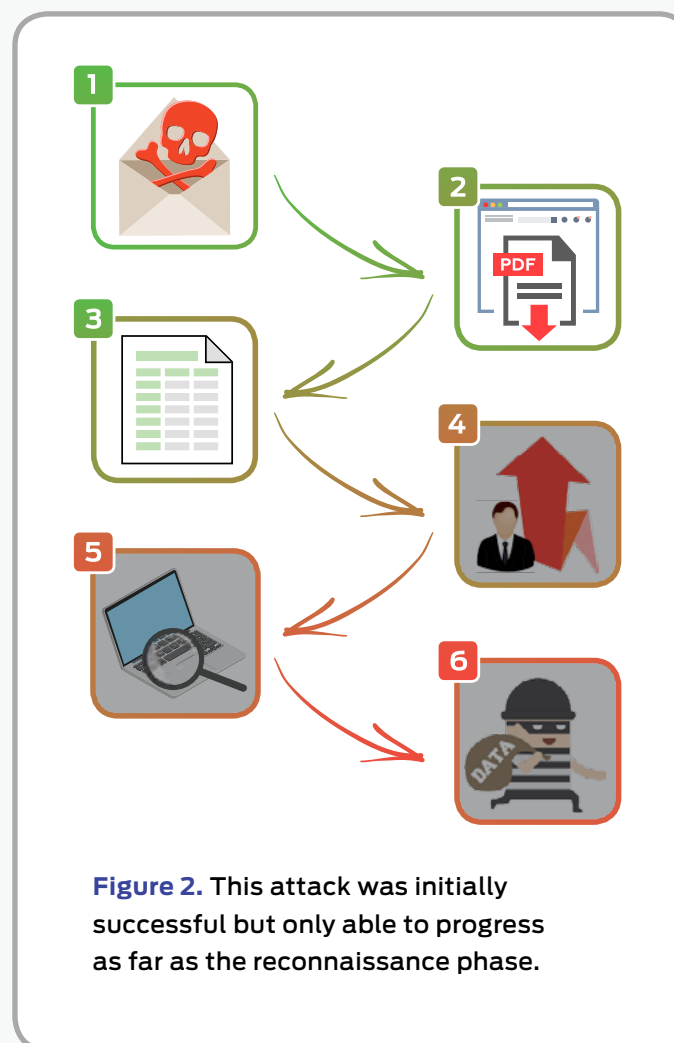 1
2
PDF
3
4
5
6
DATA
Figure 2. This attack was initially
successful but only able to progress
as far as the reconnaissance phase.